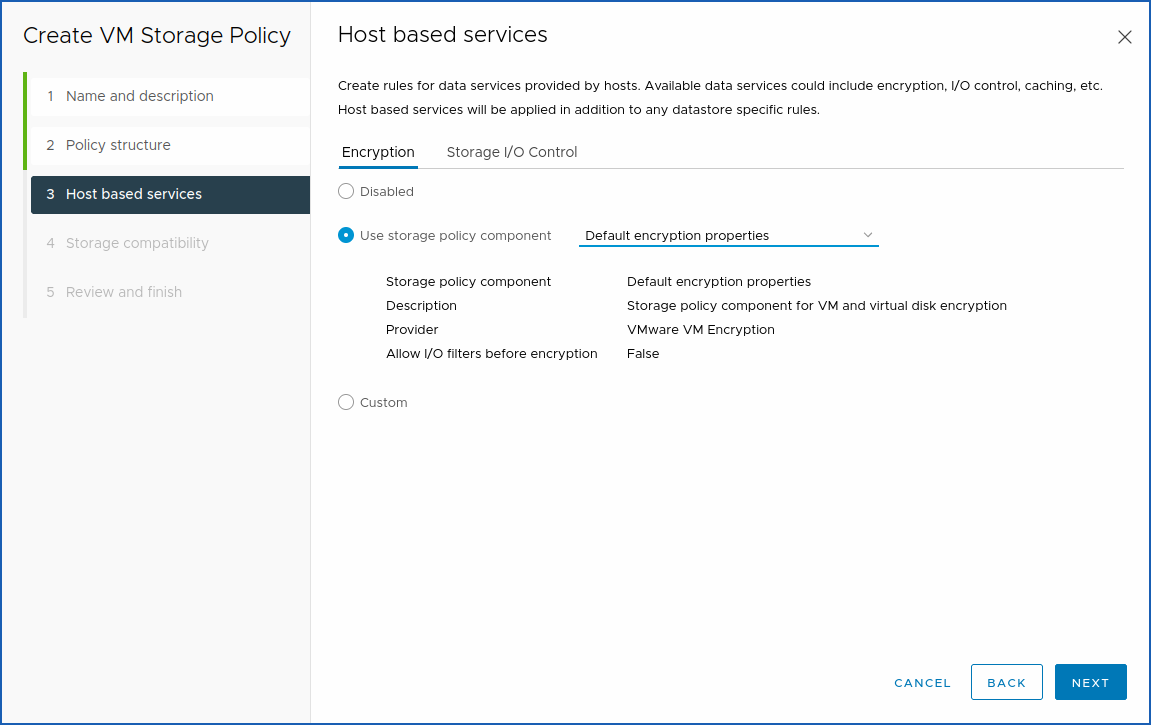 Create VM Storage Policy
1 Name and description
2 Policy structure
3 Host based services
4 Storage compatibility
5 Review and finish
Host based services
Create rules for data services provided by hosts. Available data services could include encryption, I/O control, caching, etc.
Host based services will be applied in addition to any datastore specific rules.
Encryption Storage I/O Control
Disabled
Use storage policy component Default encryption properties
Storage policy component Default encryption properties
Description Storage policy component for VM and virtual disk encryption
Provider VMware VM Encryption
Allow I/O filters before encryption False
Custom
CANCEL BACK NEXT